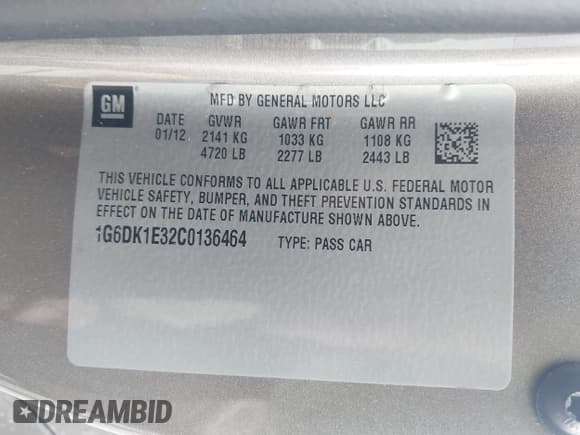 GM
MFD BY GENERAL MOTORS LLC
DATE GVWR GAWR FRT GAWR RR
01/12 2141 KG 1033 KG 1108 KG
4720 LB 2277 LB 2443 LB
THIS VEHICLE CONFORMS TO ALL APPLICABLE U.S. FEDERAL MOTOR
VEHICLE SAFETY, BUMPER, AND THEFT PREVENTION STANDARDS IN
EFFECT ON THE DATE OF MANUFACTURE SHOWN ABOVE.
1G6DK1E32C0136464 TYPE: PASS CAR
DREAMBID